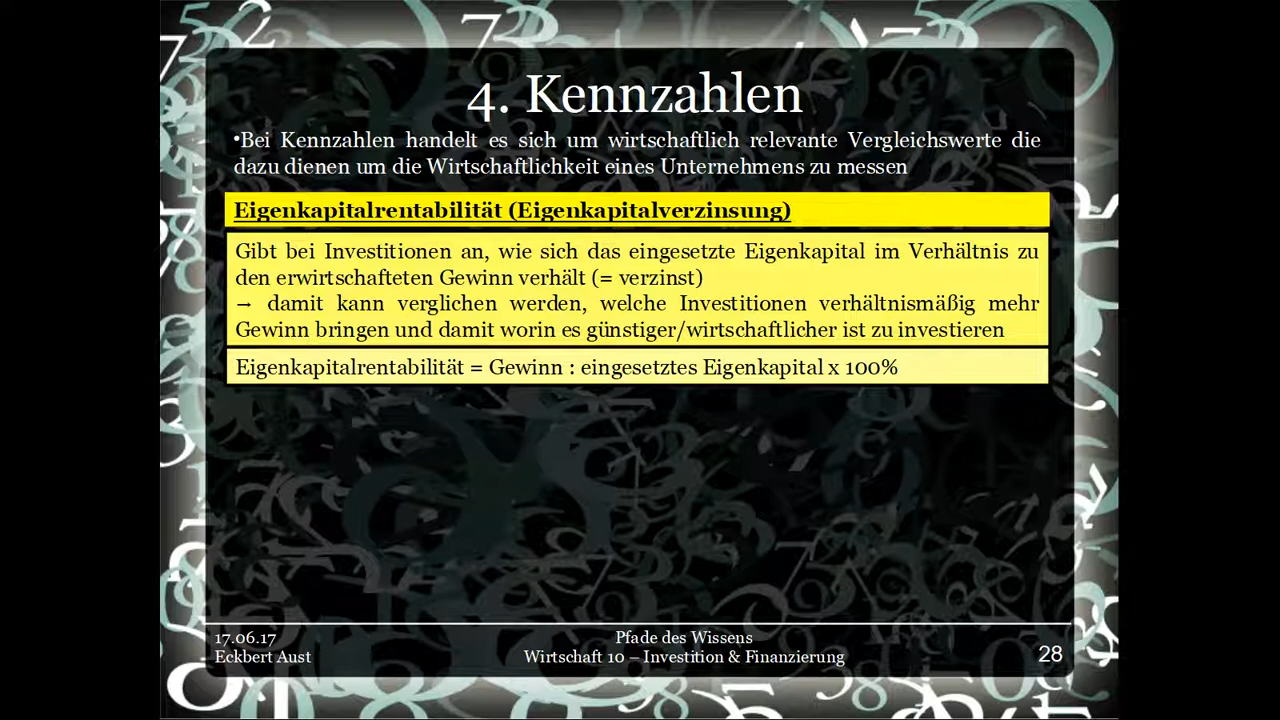 4. Kennzahlen
•Bei Kennzahlen handelt es sich um wirtschaftlich relevante Vergleichswerte die
dazu dienen um die Wirtschaftlichkeit eines Unternehmens zu messen
Eigenkapitalrentabilität (Eigenkapitalverzinsung)
Gibt bei Investitionen an, wie sich das eingesetzte Eigenkapital im Verhältnis zu
den erwirtschafteten Gewinn verhält (= verzinst)
→ damit kann verglichen werden, welche Investitionen verhältnismäßig mehr
Gewinn bringen und damit worin es günstiger/wirtschaftlicher ist zu investieren
Eigenkapitalrentabilität = Gewinn : eingesetztes Eigenkapital x 100%
17.06.17
Eckbert Aust
Pfade des Wissens
Wirtschaft 10 – Investition & Finanzierung
28